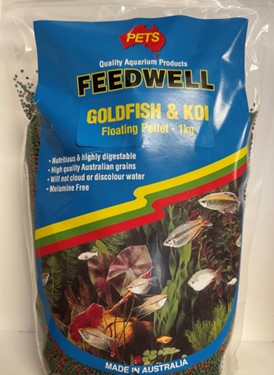 PETS
Quality Aquarium Products
FEEDWELL
GOLDFISH & KOI
Floating Pellet - 1kg
• Nutritious & highly digestable
• High quality Australian grains
• Will not cloud or discolour water
• Melamine Free
MADE IN AUSTRALIA